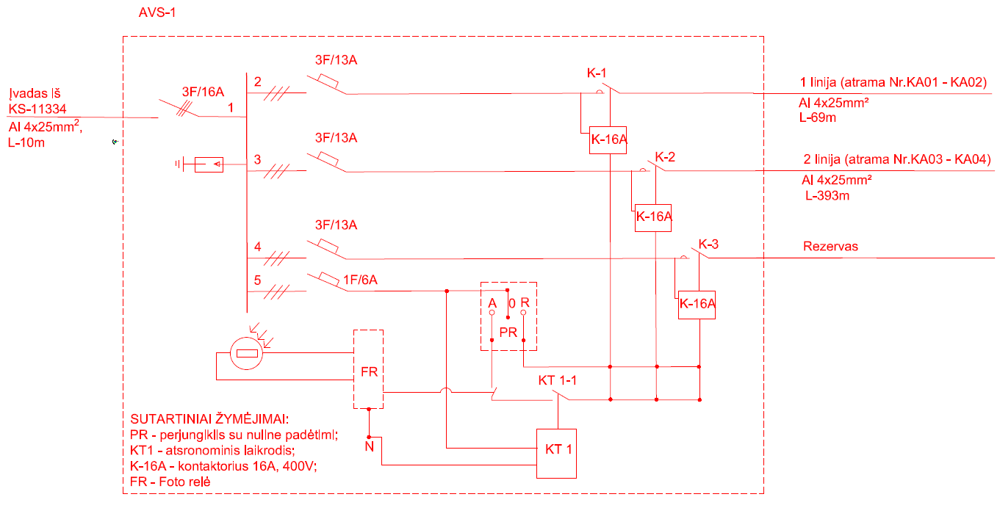 AVS-1
Įvadas iš
KS-11334
Al 4x25mm²,
L-10m
3F/16A
1
2
3F/13A
K-1
K-16A
1 linija (atrama Nr.KA01 - KA02)
Al 4x25mm²
L-69m
3
3F/13A
K-2
K-16A
2 linija (atrama Nr.KA03 - KA04)
Al 4x25mm²
L-393m
4
3F/13A
K-3
K-16A
Rezervas
5
1F/6A
A 0 R
PR
FR
KT 1-1
N
KT 1
SUTARTINIAI ŽYMĖJIMAI:
PR - perjungiklis su nuline padėtimi;
KT1 - atsronominis laikrodis;
K-16A - kontaktorius 16A, 400V;
FR - Foto relė